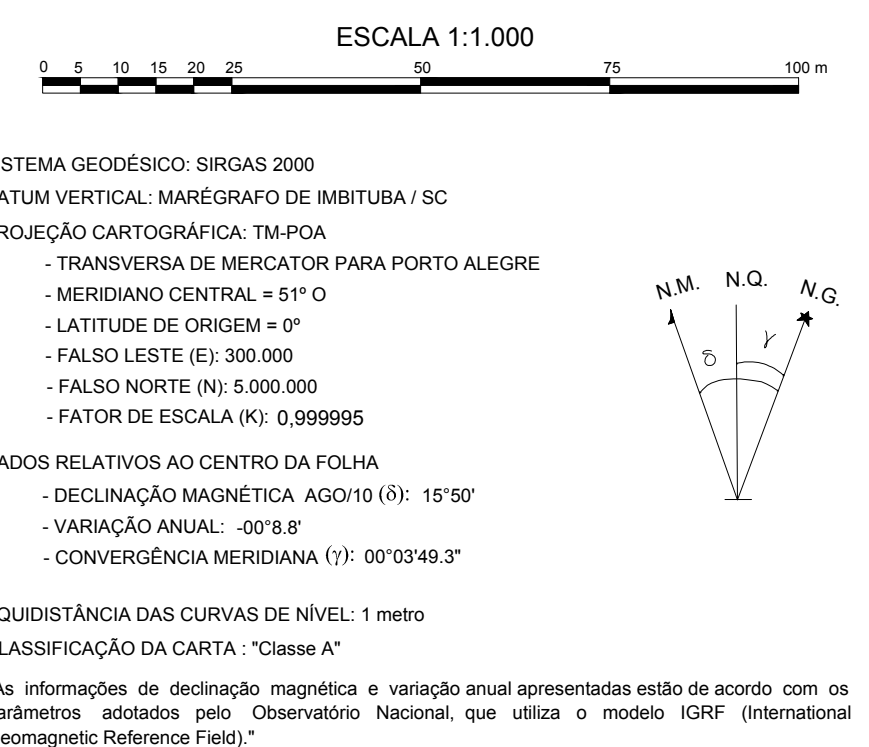 ESCALA 1:1.000
0 5 10 15 20 25 50 75 100 m
ISTEMA GEODÉSICO: SIRGAS 2000
ATUM VERTICAL: MARÉGRAFO DE IMBITUBA / SC
ROJEÇÃO CARTOGRÁFICA: TM-POA
- TRANSVERSA DE MERCATOR PARA PORTO ALEGRE
- MERIDIANO CENTRAL = 51º O
- LATITUDE DE ORIGEM = 0º
- FALSO LESTE (E): 300.000
- FALSO NORTE (N): 5.000.000
- FATOR DE ESCALA (K): 0,999995
N.M. N.Q. N.G.
δ γ
ADOS RELATIVOS AO CENTRO DA FOLHA
- DECLINAÇÃO MAGNÉTICA AGO/10 (δ): 15°50'
- VARIAÇÃO ANUAL: -00°8.8'
- CONVERGÊNCIA MERIDIANA (γ): 00°03'49.3"
QUIDISTÂNCIA DAS CURVAS DE NÍVEL: 1 metro
LASSIFICAÇÃO DA CARTA : "Classe A"
As informações de declinação magnética e variação anual apresentadas estão de acordo com os
arâmetros adotados pelo Observatório Nacional, que utiliza o modelo IGRF (International
eomagnetic Reference Field)."